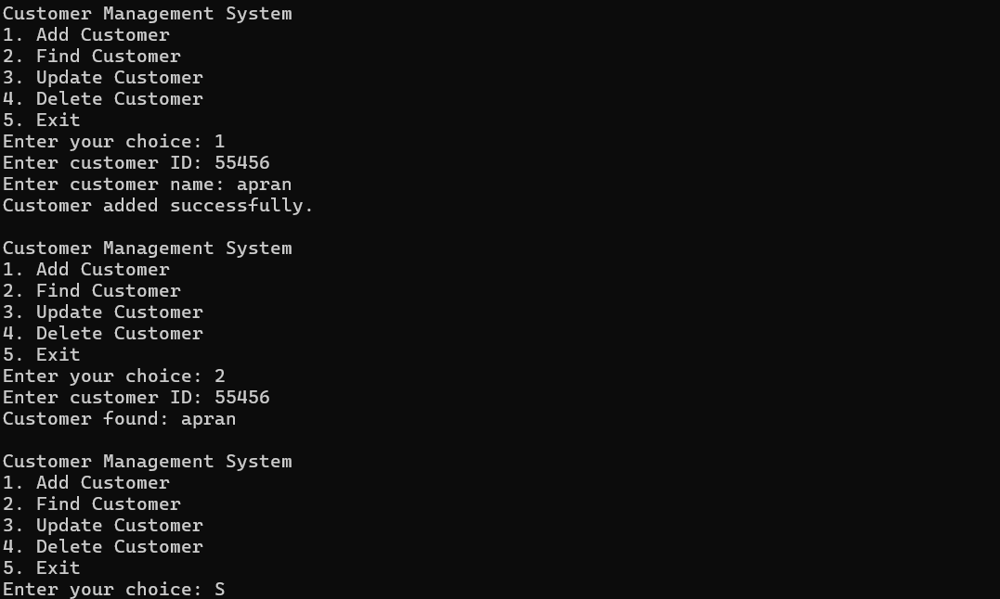 Customer Management System
1. Add Customer
2. Find Customer
3. Update Customer
4. Delete Customer
5. Exit
Enter your choice: 1
Enter customer ID: 55456
Enter customer name: apran
Customer added successfully.

Customer Management System
1. Add Customer
2. Find Customer
3. Update Customer
4. Delete Customer
5. Exit
Enter your choice: 2
Enter customer ID: 55456
Customer found: apran

Customer Management System
1. Add Customer
2. Find Customer
3. Update Customer
4. Delete Customer
5. Exit
Enter your choice: S